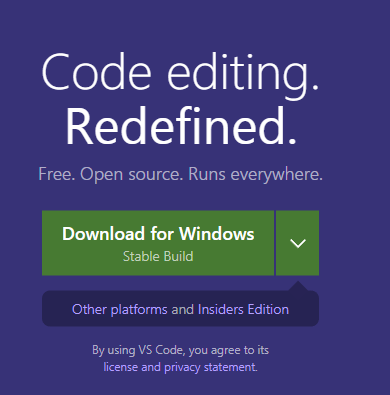 Code editing.
Redefined.
Free. Open source. Runs everywhere.
Download for Windows
Stable Build
Other platforms and Insiders Edition
By using VS Code, you agree to its
license and privacy statement.